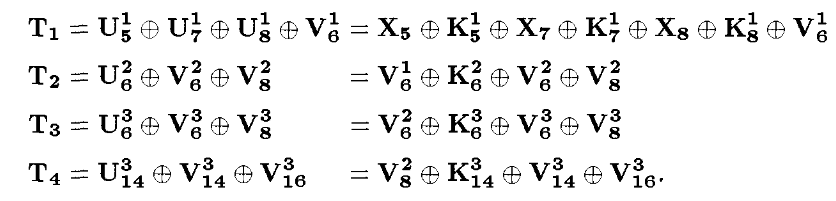 T₁ = U₅¹ ⊕ U₇¹ ⊕ U₈¹ ⊕ V₆¹ = X₅ ⊕ K₅¹ ⊕ X₇ ⊕ K₇¹ ⊕ X₈ ⊕ K₈¹ ⊕ V₆¹
T₂ = U₆² ⊕ V₆² ⊕ V₈² = V₆¹ ⊕ K₆² ⊕ V₆² ⊕ V₈²
T₃ = U₆³ ⊕ V₆³ ⊕ V₈³ = V₆² ⊕ K₆³ ⊕ V₆³ ⊕ V₈³
T₄ = U₁₄³ ⊕ V₁₄³ ⊕ V₁₆³ = V₈² ⊕ K₁₄³ ⊕ V₁₄³ ⊕ V₁₆³.